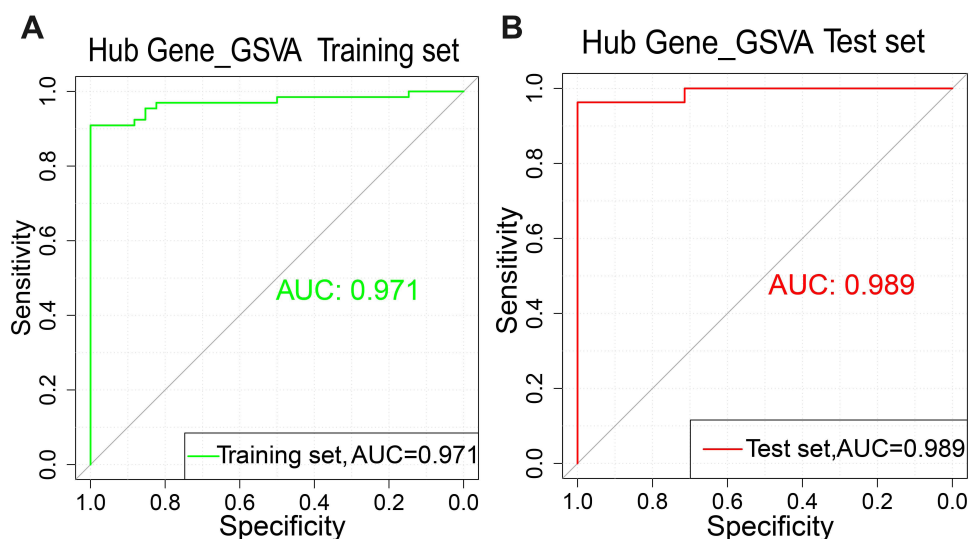 A
Hub Gene_GSVA Training set
1.0
0.8
0.6
0.4
0.2
0.0
Sensitivity
AUC: 0.971
Training set, AUC=0.971
1.0 0.8 0.6 0.4 0.2 0.0
Specificity
B
Hub Gene_GSVA Test set
1.0
0.8
0.6
0.4
0.2
0.0
Sensitivity
AUC: 0.989
Test set,AUC=0.989
1.0 0.8 0.6 0.4 0.2 0.0
Specificity